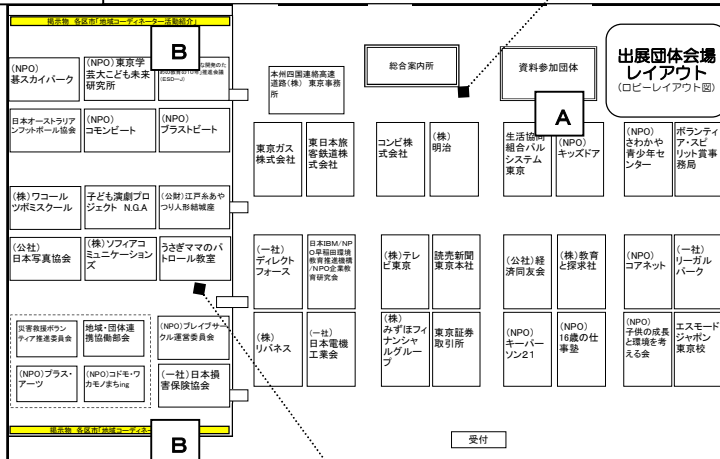 掲示物 各区市「地域コーディネーター活動紹介」
B
(NPO)
碁スカイパーク
(NPO)東京学
芸大こども未来
研究所
な開発のた
めの教育の10年」推進会議
(ESD-J)
日本オーストラリア
ンフットボール協会
(NPO)
コモンビート
(NPO)
ブラストビート
(株)ワコール
ツボミスクール
子ども演劇プロ
ジェクト N.G.A
(公財)江戸糸あや
つり人形結城座
(公社)
日本写真協会
(株)ソフィアコ
ミュニケーション
ズ
うさぎママのパ
トロール教室
災害救援ボラン
ティア推進委員会
地域・団体連
携協働部会
(NPO)ブレイブサー
クル運営委員会
(NPO)プラス・
アーツ
(NPO)コドモ・ワ
カモノまちing
(一社)日本損
害保険協会
掲示物 各区市「地域コーディネー
B
本州四国連絡高速
道路(株) 東京事務
所
総合案内所
資料参加団体
出展団体会場
レイアウト
(ロビーレイアウト図)
A
東京ガス
株式会社
東日本旅
客鉄道株
式会社
コンビ株
式会社
(株)
明治
生活協同
組合パル
システム
東京
(NPO)
キッズドア
(NPO)
さわかや
青少年セ
ンター
ボランティ
ア・スピ
リット賞事
務局
(一社)
ディレクト
フォース
日本IBM/NP
O早稲田環境
教育推進機構
/NPO企業教
育研究会
(株)テレ
ビ東京
読売新聞
東京本社
(公社)経
済同友会
(株)教育
と探求社
(NPO)
コアネット
(一社)
リーガル
パーク
(株)
リバネス
(一社)
日本電機
工業会
(株)
みずほフィ
ナンシャ
ルグルー
プ
東京証券
取引所
(NPO)
キーパー
ソン21
(NPO)
16歳の仕
事塾
(NPO)
子供の成長
と環境を考
える会
エスモード
ジャポン
東京校
受付